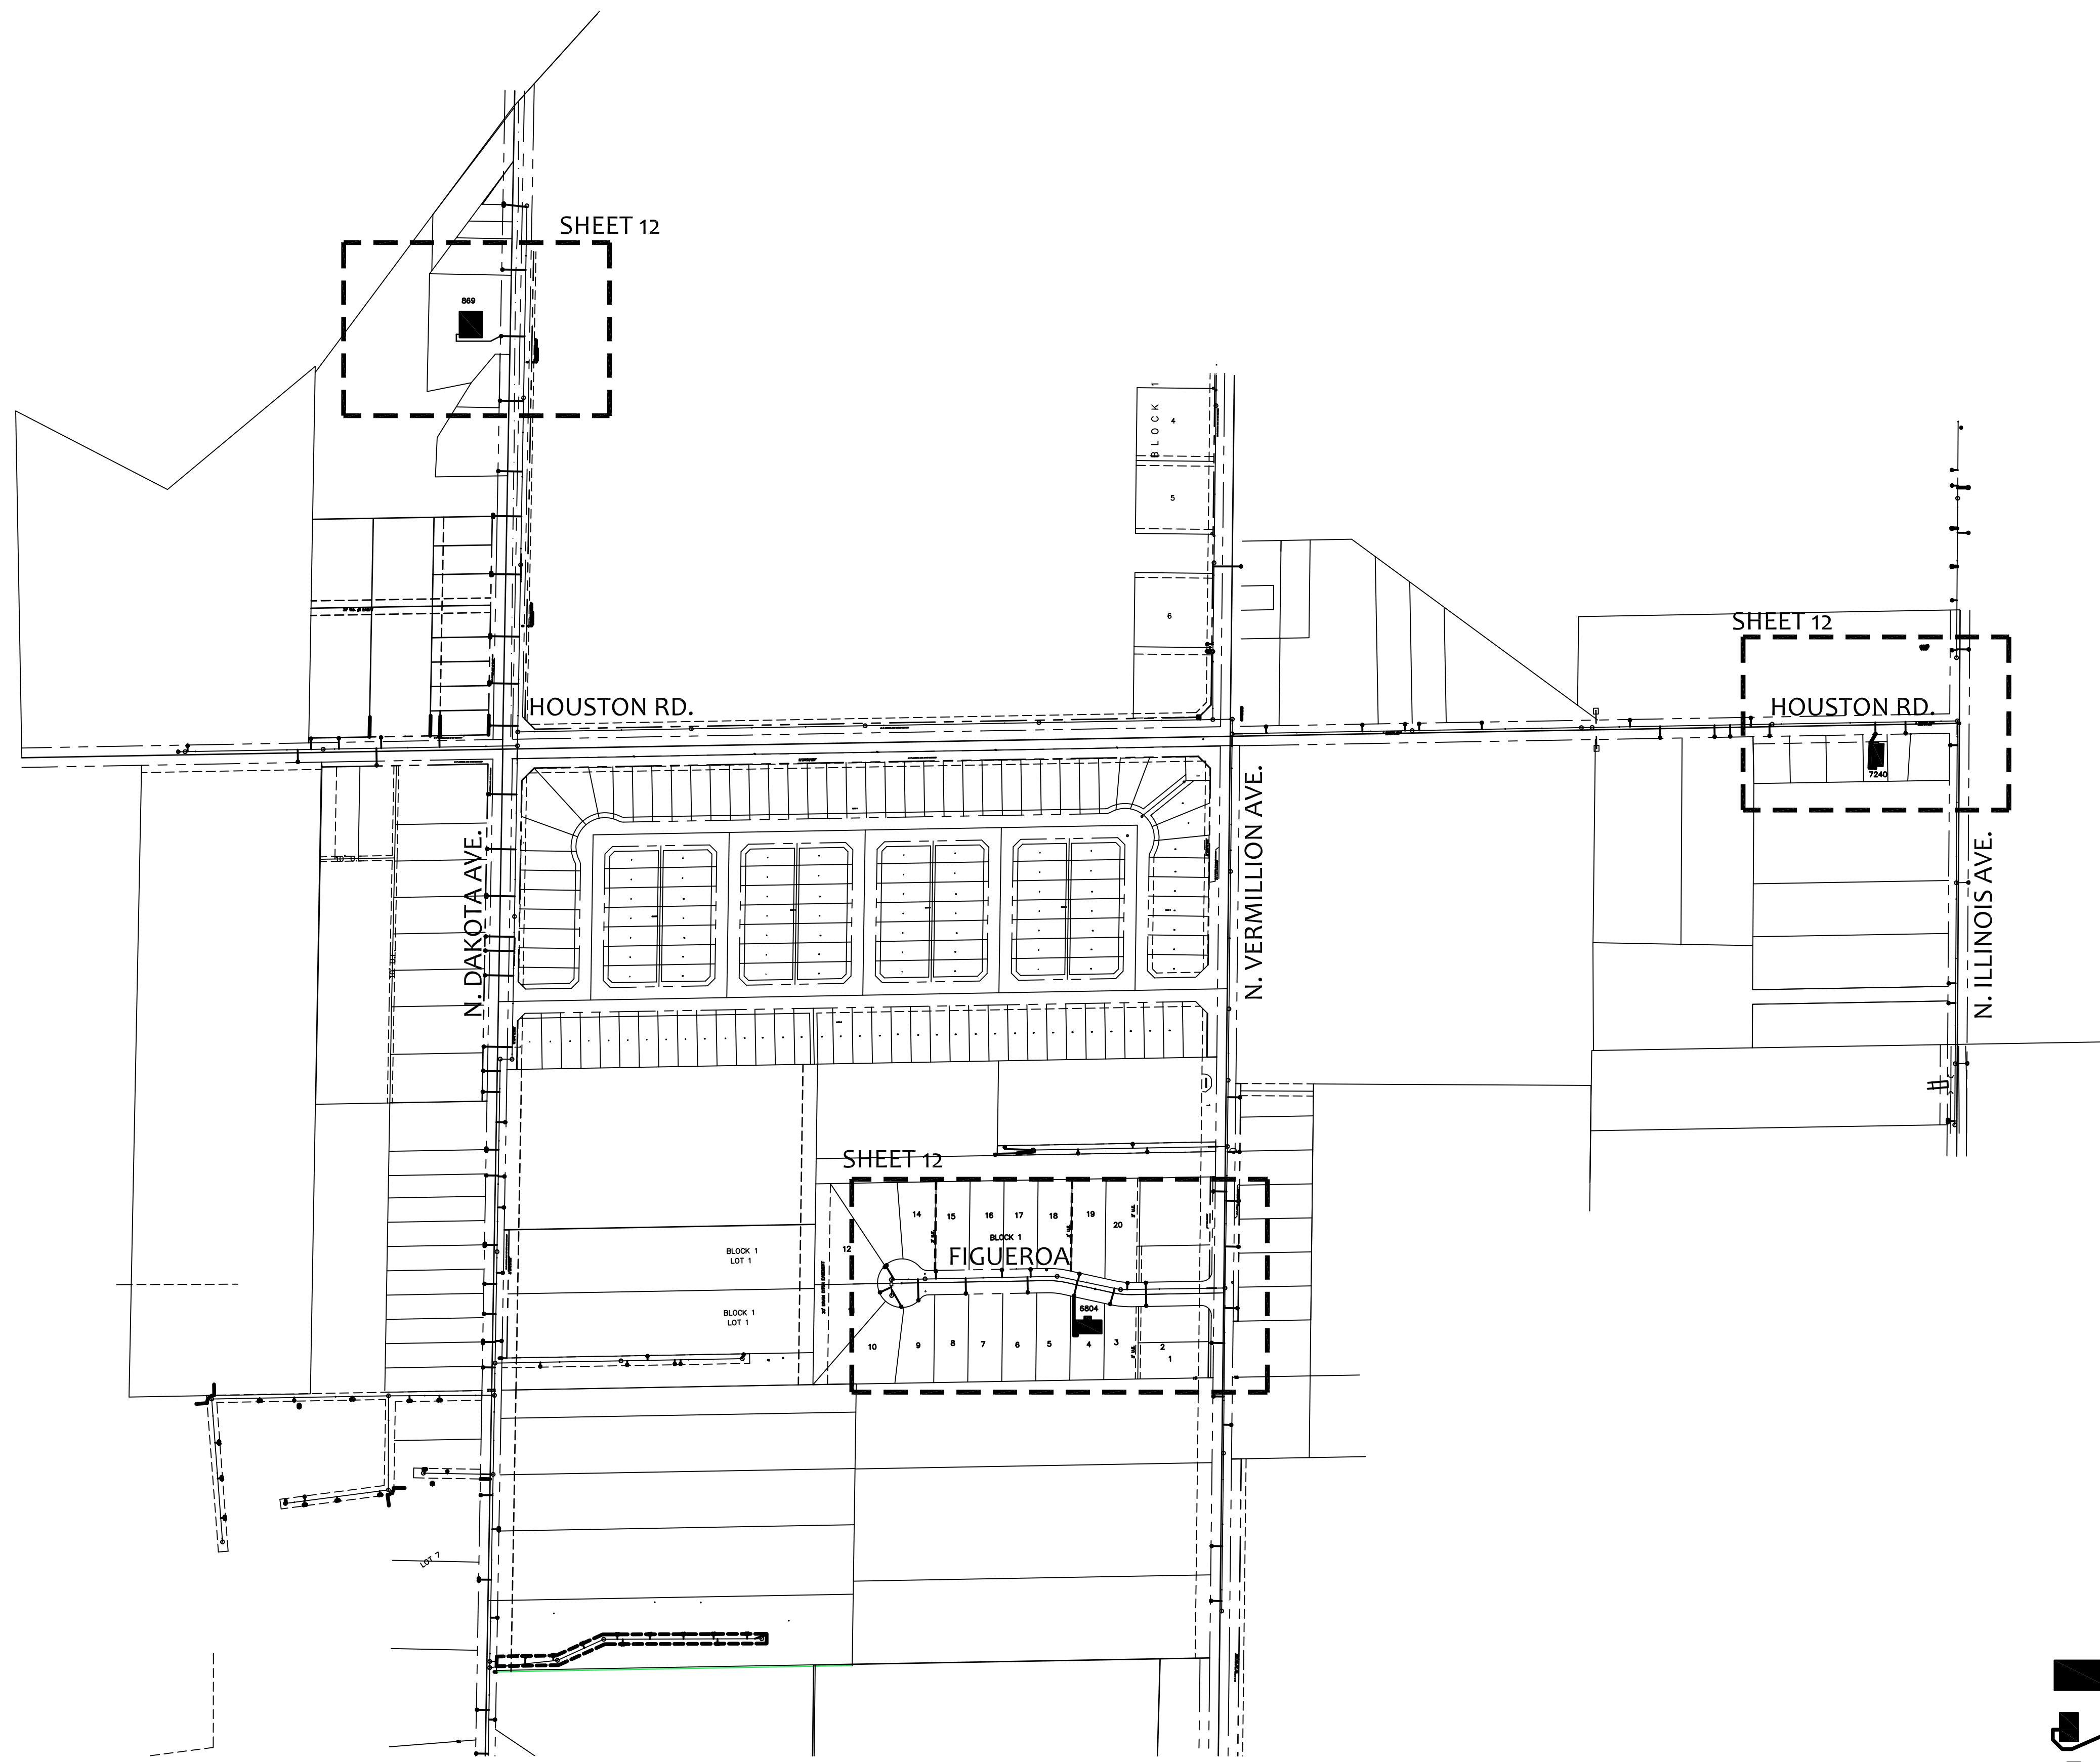 SHEET 12
869
BLOCK 1
4
5
6
SHEET 12
HOUSTON RD.
HOUSTON RD.
7240
N. DAKOTA AVE.
N. VERMILLION AVE.
N. ILLINOIS AVE.
SHEET 12
14
15
16
17
18
19
20
BLOCK 1
12
FIGUEROA
BLOCK 1
LOT 1
BLOCK 1
LOT 1
6804
10
9
8
7
6
5
4
3
2
1
LOT 7